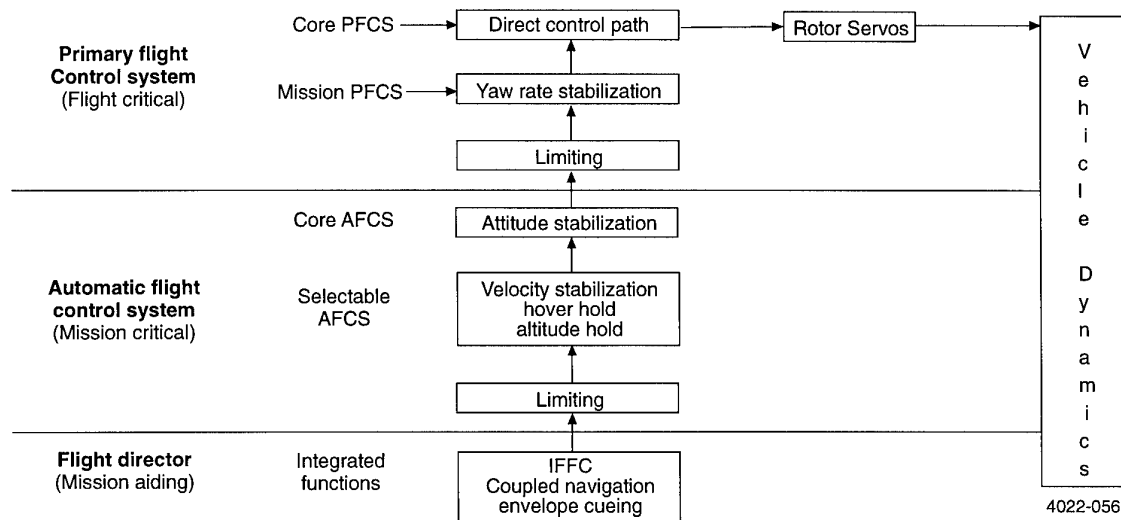 Primary flight
Control system
(Flight critical)
Core PFCS
Direct control path
Rotor Servos
Mission PFCS
Yaw rate stabilization
Limiting
Automatic flight
control system
(Mission critical)
Core AFCS
Attitude stabilization
Selectable
AFCS
Velocity stabilization
hover hold
altitude hold
Limiting
Flight director
(Mission aiding)
Integrated
functions
IFFC
Coupled navigation
envelope cueing
Vehicle Dynamics
4022-056